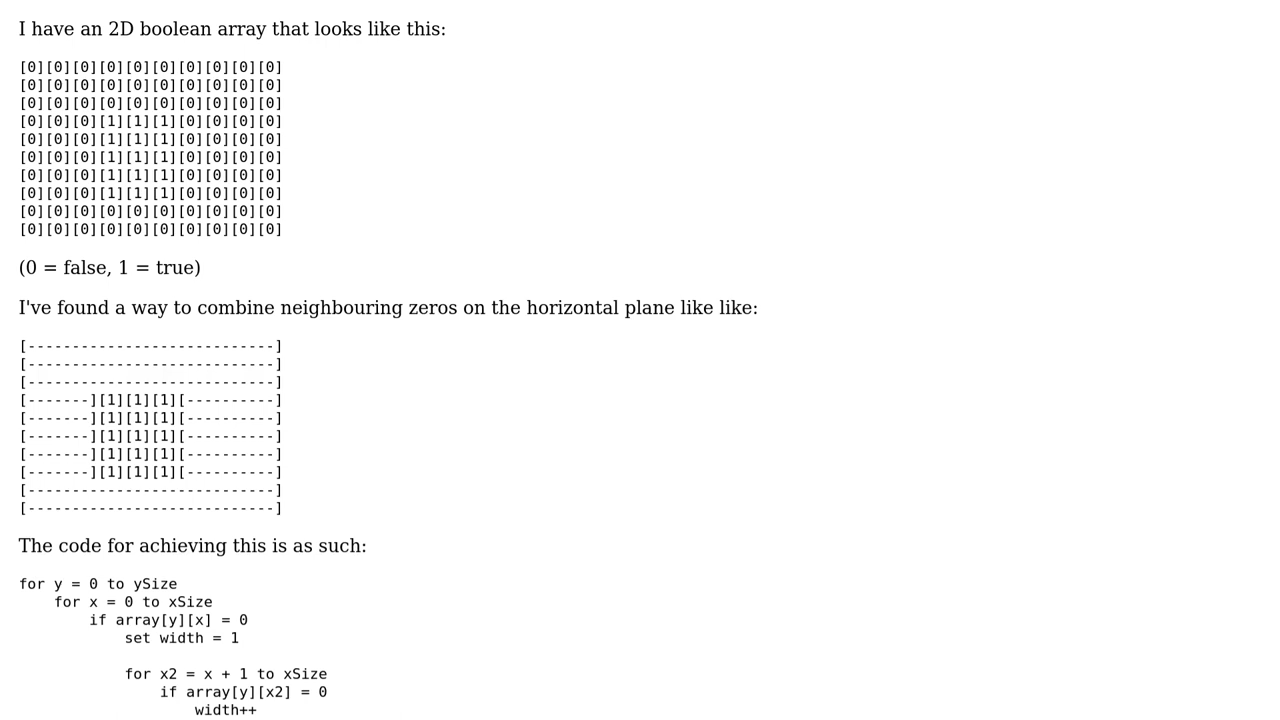 I have an 2D boolean array that looks like this:
[0][0][0][0][0][0][0][0][0][0]
[0][0][0][0][0][0][0][0][0][0]
[0][0][0][0][0][0][0][0][0][0]
[0][0][0][1][1][1][0][0][0][0]
[0][0][0][1][1][1][0][0][0][0]
[0][0][0][1][1][1][0][0][0][0]
[0][0][0][1][1][1][0][0][0][0]
[0][0][0][1][1][1][0][0][0][0]
[0][0][0][0][0][0][0][0][0][0]
[0][0][0][0][0][0][0][0][0][0]
(0 = false, 1 = true)
I've found a way to combine neighbouring zeros on the horizontal plane like like:
[----------------------------]
[----------------------------]
[----------------------------]
[-------][1][1][1][----------]
[-------][1][1][1][----------]
[-------][1][1][1][----------]
[-------][1][1][1][----------]
[-------][1][1][1][----------]
[----------------------------]
[----------------------------]
The code for achieving this is as such:
for y = 0 to ySize
    for x = 0 to xSize
        if array[y][x] = 0
            set width = 1
            for x2 = x + 1 to xSize
                if array[y][x2] = 0
                    width++